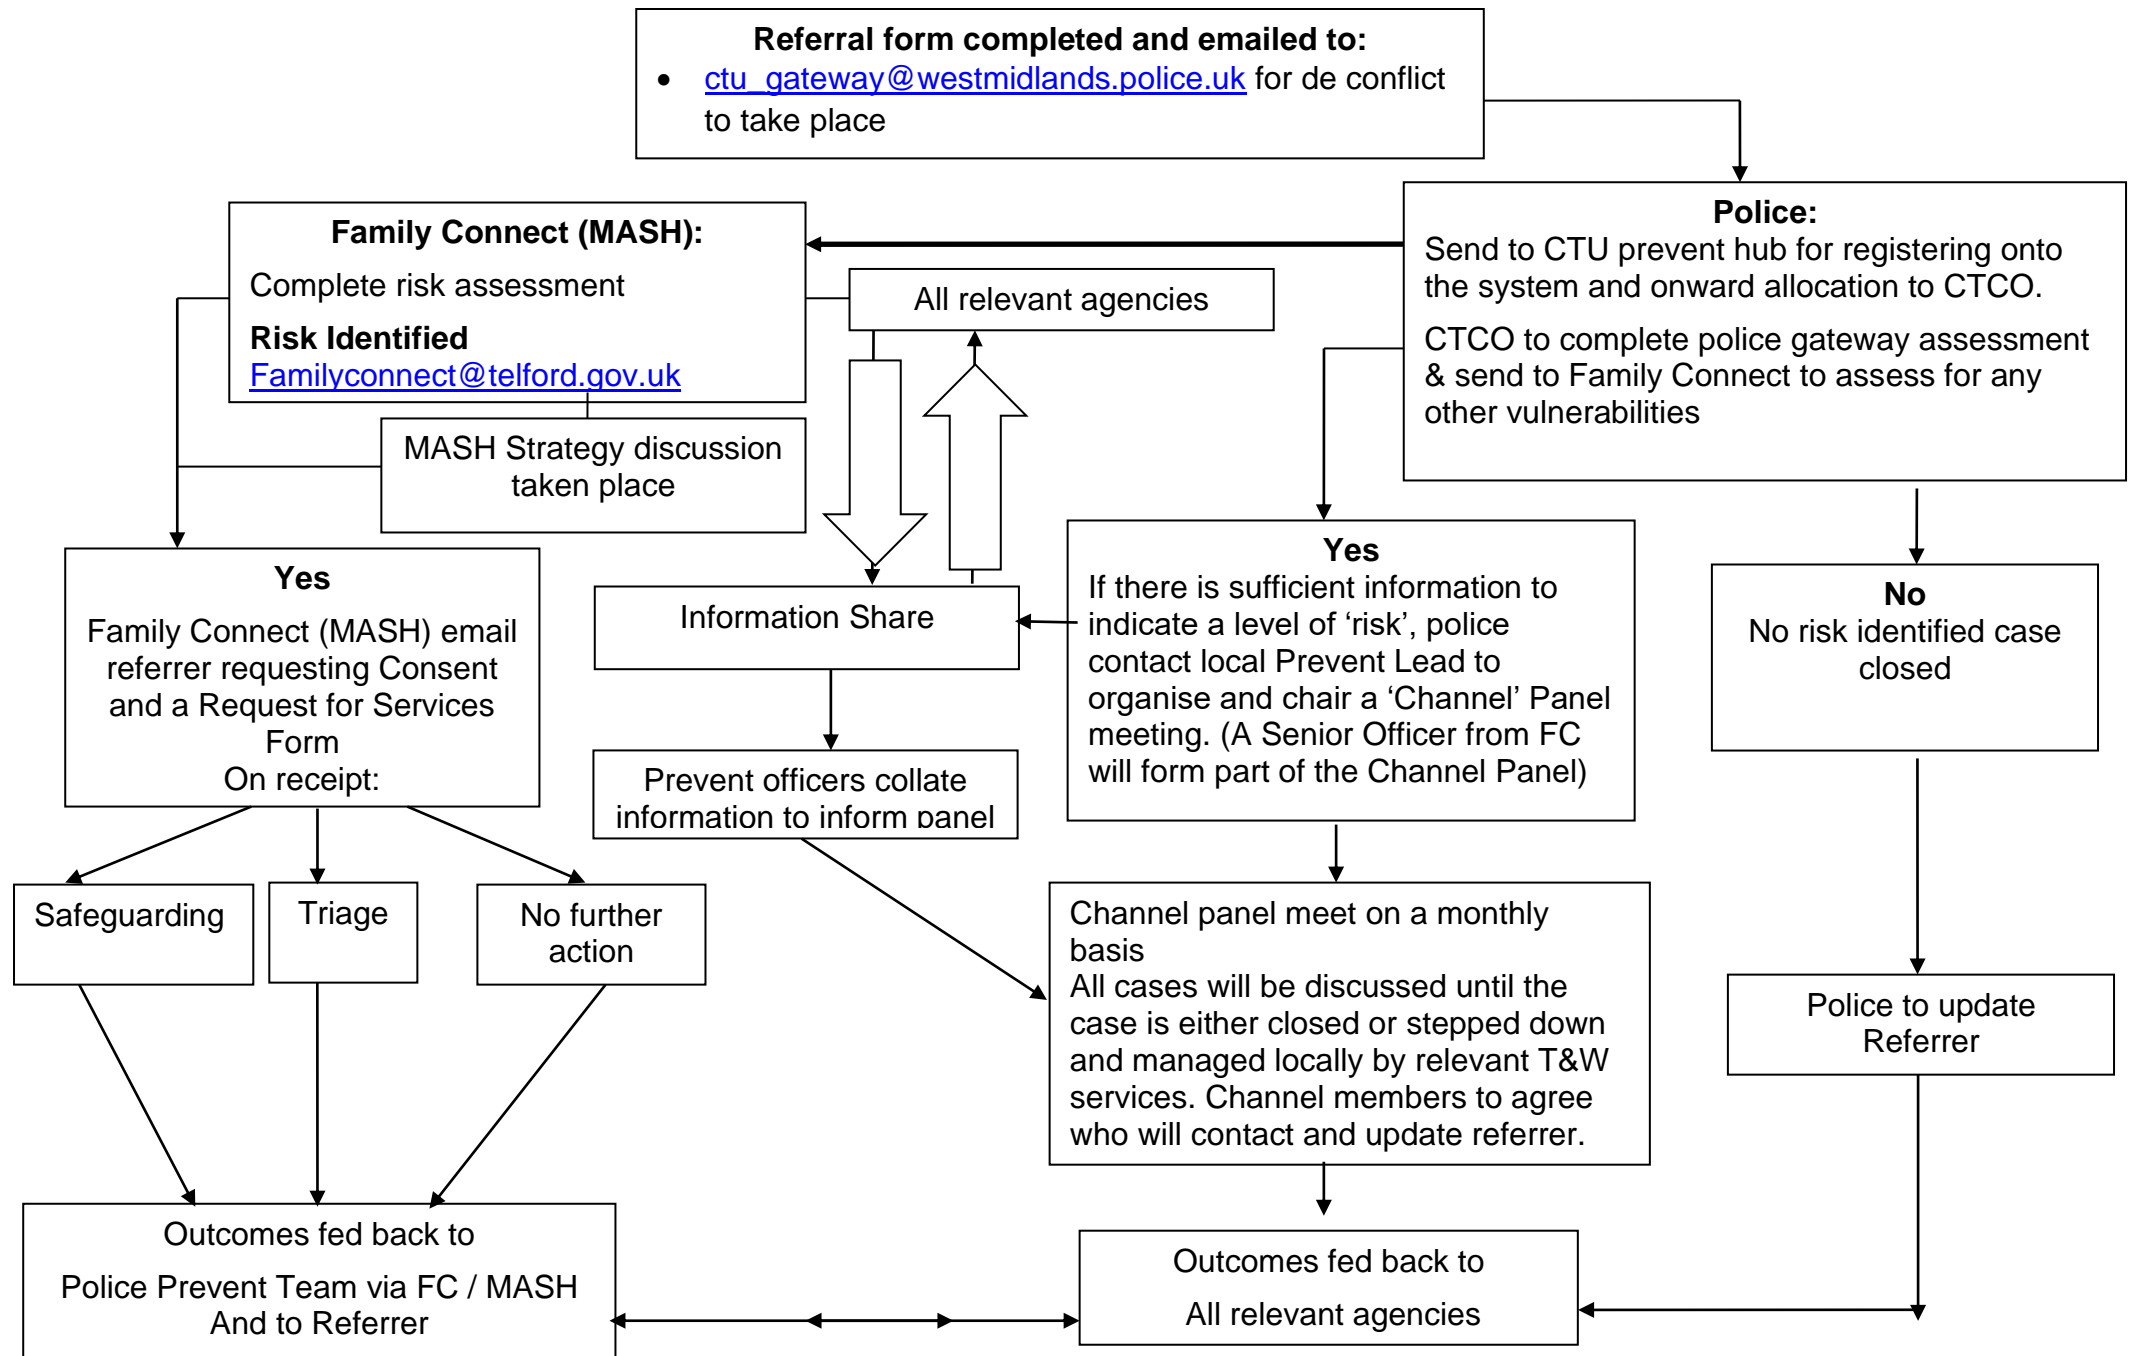 Referral form completed and emailed to:
• ctu_gateway@westmidlands.police.uk for de conflict
to take place
Police:
Send to CTU prevent hub for registering onto
the system and onward allocation to CTCO.
CTCO to complete police gateway assessment
& send to Family Connect to assess for any
other vulnerabilities
Family Connect (MASH):
Complete risk assessment
Risk Identified
Familyconnect@telford.gov.uk
All relevant agencies
MASH Strategy discussion
taken place
Yes
Family Connect (MASH) email
referrer requesting Consent
and a Request for Services
Form
On receipt:
Information Share
Yes
If there is sufficient information to
indicate a level of ‘risk’, police
contact local Prevent Lead to
organise and chair a ‘Channel’ Panel
meeting. (A Senior Officer from FC
will form part of the Channel Panel)
No
No risk identified case
closed
Prevent officers collate
information to inform panel
Safeguarding
Triage
No further
action
Channel panel meet on a monthly
basis
All cases will be discussed until the
case is either closed or stepped down
and managed locally by relevant T&W
services. Channel members to agree
who will contact and update referrer.
Police to update
Referrer
Outcomes fed back to
Police Prevent Team via FC / MASH
And to Referrer
Outcomes fed back to
All relevant agencies